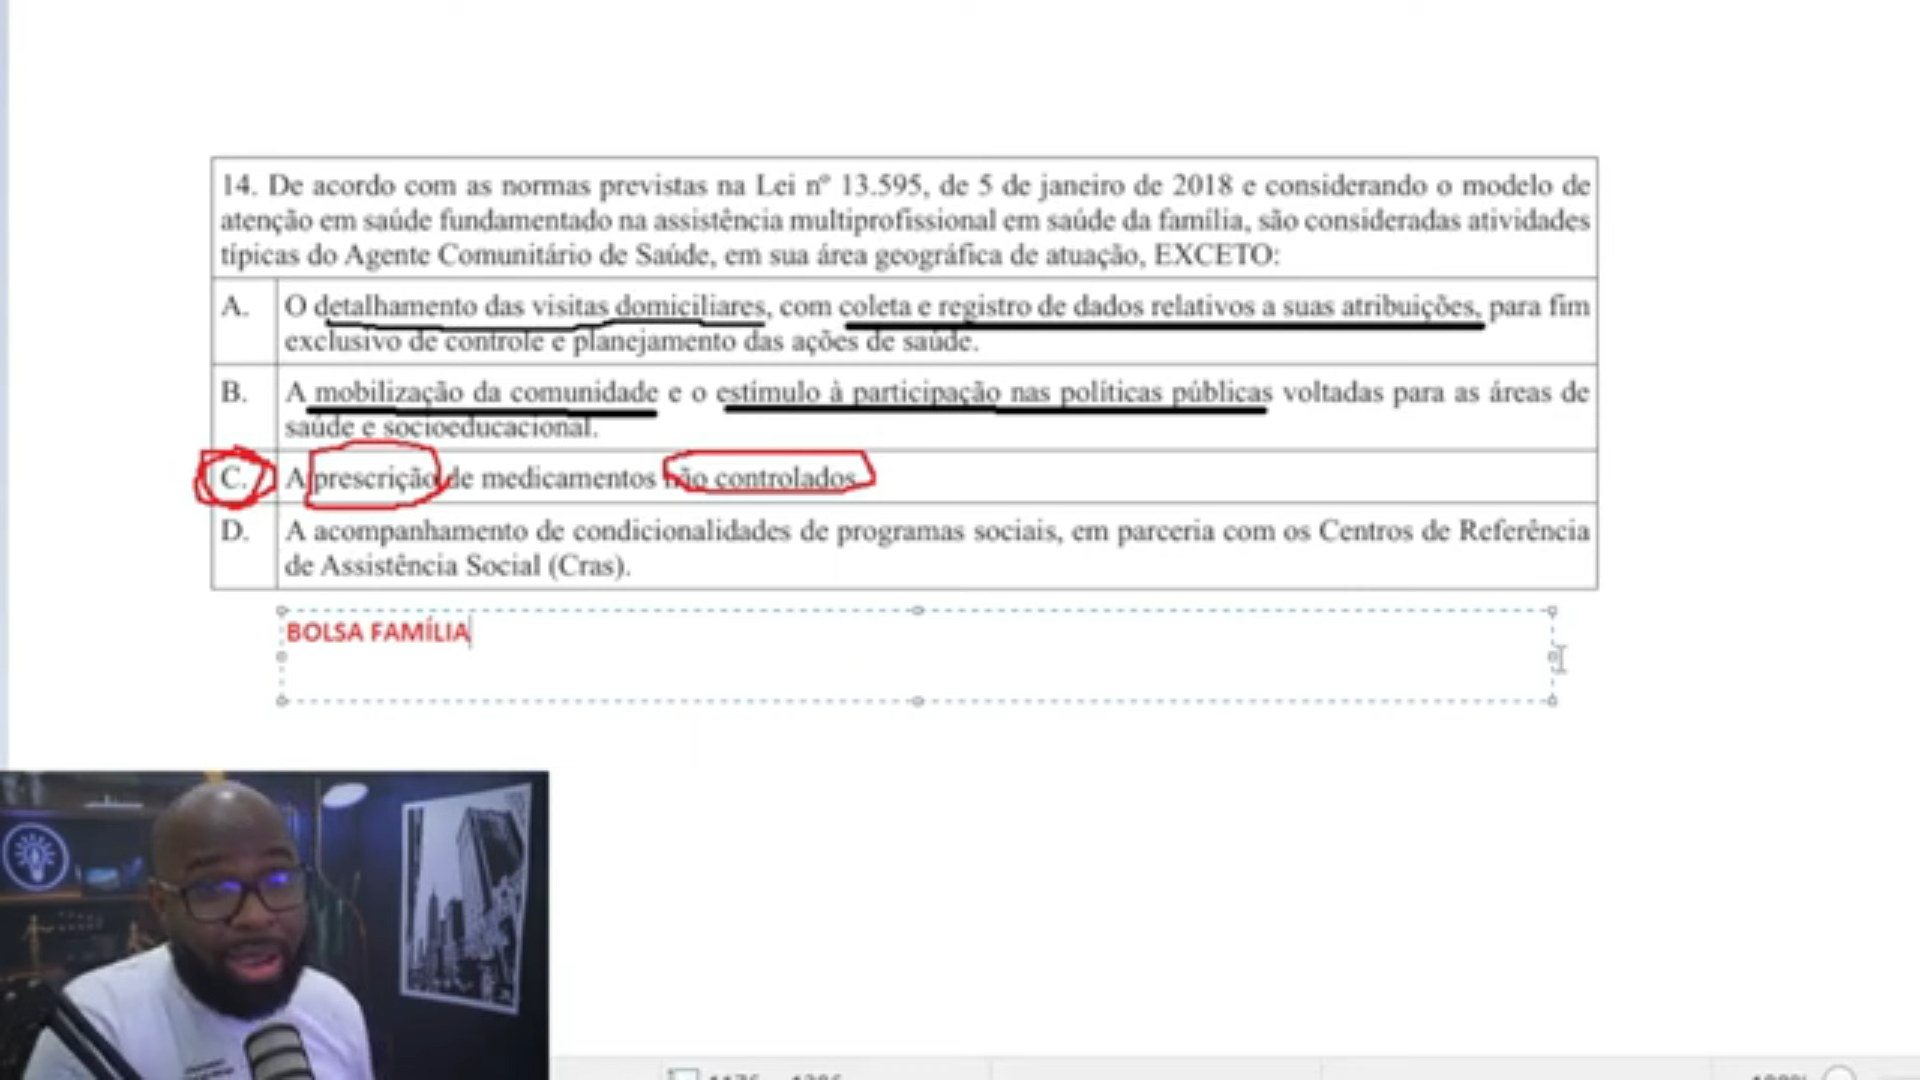 14. De acordo com as normas previstas na Lei nº 13.595, de 5 de janeiro de 2018 e considerando o modelo de
atenção em saúde fundamentado na assistência multiprofissional em saúde da família, são consideradas atividades
típicas do Agente Comunitário de Saúde, em sua área geográfica de atuação, EXCETO:
A. O detalhamento das visitas domiciliares, com coleta e registro de dados relativos a suas atribuições, para fim
exclusivo de controle e planejamento das ações de saúde.
B. A mobilização da comunidade e o estímulo à participação nas políticas públicas voltadas para as áreas de
saúde e socioeducacional.
C. A prescrição de medicamentos não controlados.
D. A acompanhamento de condicionalidades de programas sociais, em parceria com os Centros de Referência
de Assistência Social (Cras).
BOLSA FAMÍLIA